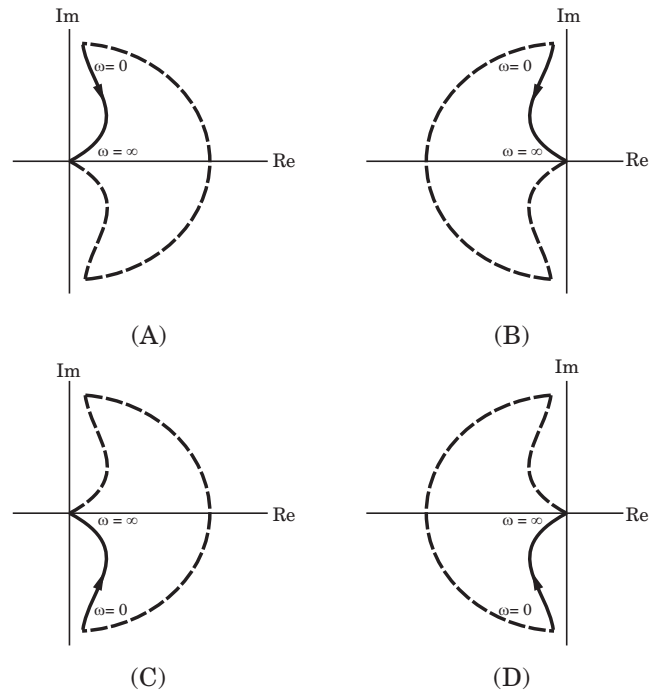 Im
ω= 0
ω = ∞
Re
(A)
Im
ω= 0
ω = ∞
Re
(B)
Im
ω = ∞
Re
ω= 0
(C)
Im
ω = ∞
Re
ω= 0
(D)